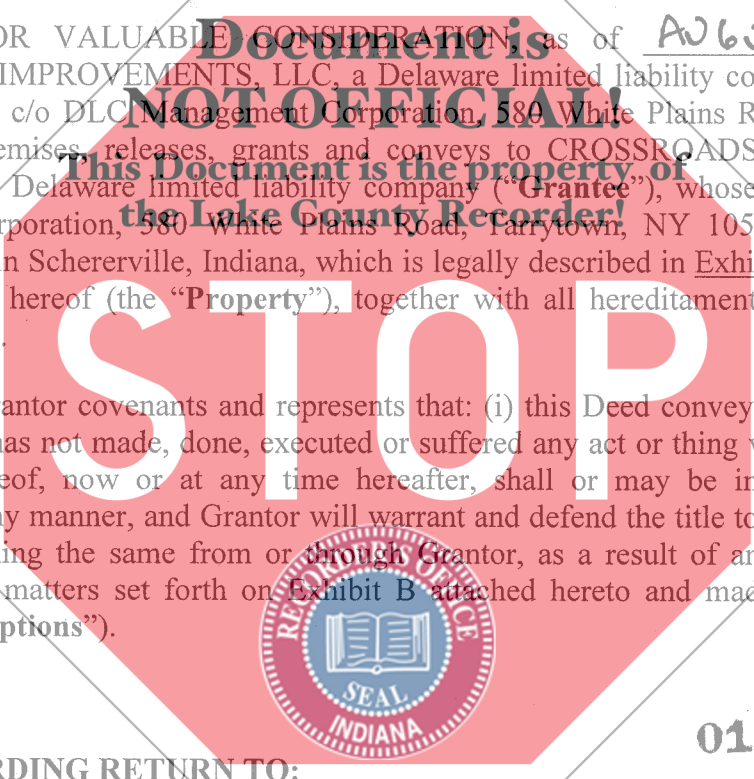 OR VALUABLE CONSIDERATION, as of
Document is
IMPROVEMENTS, LLC, a Delaware limited liability co
NOT OFFICIAL!
c/o DLC Management Corporation, 580 White Plains R
emises, releases, grants and conveys to CROSSROADS
This Document is the property of
Delaware limited liability company ("Grantee"), whose
the Lake County Recorder!
rporation, 580 White Plains Road, Tarrytown, NY 105
in Schererville, Indiana, which is legally described in Exhi
hereof (the "Property"), together with all hereditament
STOP
rantor covenants and represents that: (i) this Deed convey
has not made, done, executed or suffered any act or thing
eof, now or at any time hereafter, shall or may be in
ny manner, and Grantor will warrant and defend the title to
ing the same from or through Grantor, as a result of an
matters set forth on Exhibit B attached hereto and mad
ptions").
RECORDER'S OFFICE
SEAL
INDIANA
01
RDING RETURN TO: